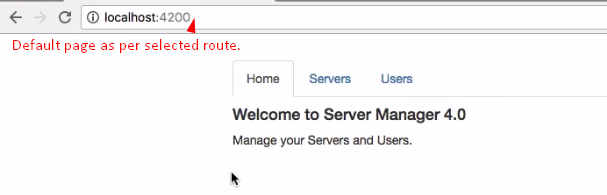 localhost:4200
Default page as per selected route.
Home Servers Users
Welcome to Server Manager 4.0
Manage your Servers and Users.